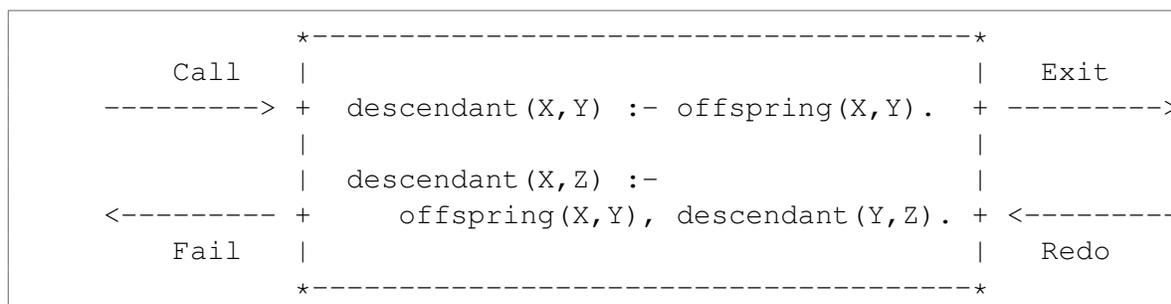 *--------------------------------------*
Call | | Exit
---------> + descendant(X,Y) :- offspring(X,Y). + --------->
| |
| descendant(X,Z) :- |
<--------- + offspring(X,Y), descendant(Y,Z). + <---------
Fail | | Redo
*--------------------------------------*